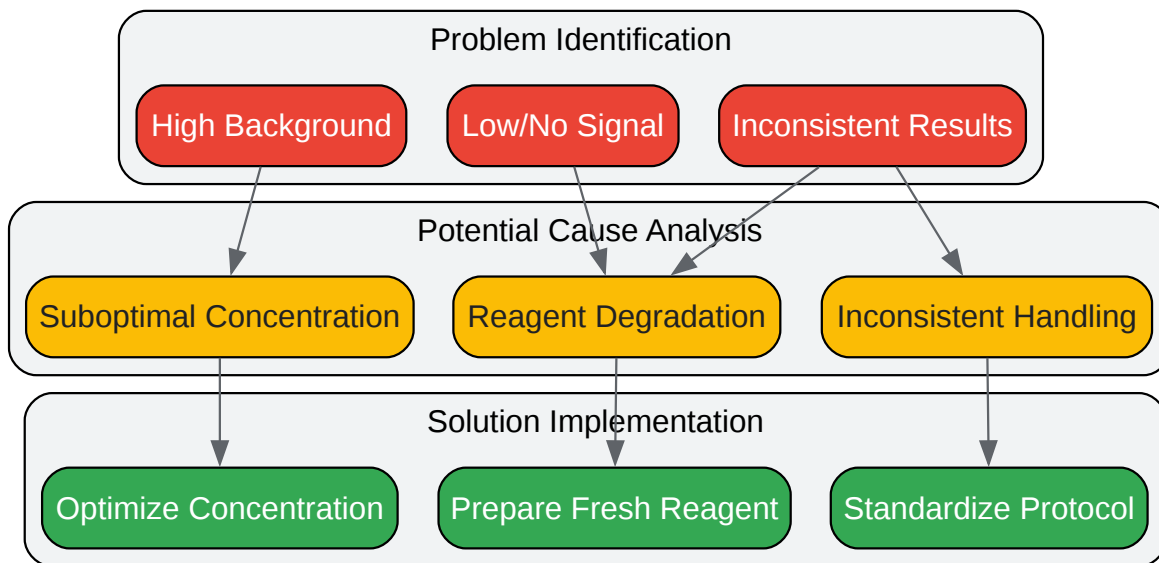 Problem Identification
High Background
Low/No Signal
Inconsistent Results
Potential Cause Analysis
Suboptimal Concentration
Reagent Degradation
Inconsistent Handling
Solution Implementation
Optimize Concentration
Prepare Fresh Reagent
Standardize Protocol